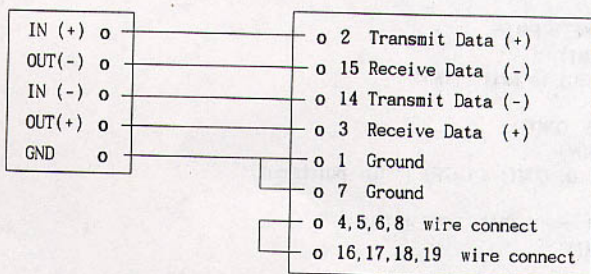 IN (+) o
OUT(-) o
IN (-) o
OUT(+) o
GND o
o 2 Transmit Data (+)
o 15 Receive Data (-)
o 14 Transmit Data (-)
o 3 Receive Data (+)
o 1 Ground
o 7 Ground
o 4,5,6,8 wire connect
o 16,17,18,19 wire connect